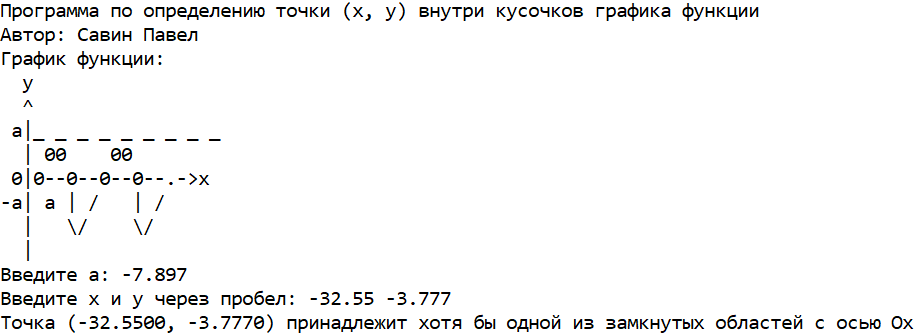 Программа по определению точки (x, y) внутри кусочков графика функции
Автор: Савин Павел
График функции:
  y
  ^
 a|_ _ _ _ _ _ _ _ _
  | 00    00
 0|0--0--0--0--.->x
-a| a | /   | /
  |   \/    \/
  |
Введите a: -7.897
Введите x и y через пробел: -32.55 -3.777
Точка (-32.5500, -3.7770) принадлежит хотя бы одной из замкнутых областей с осью Ox